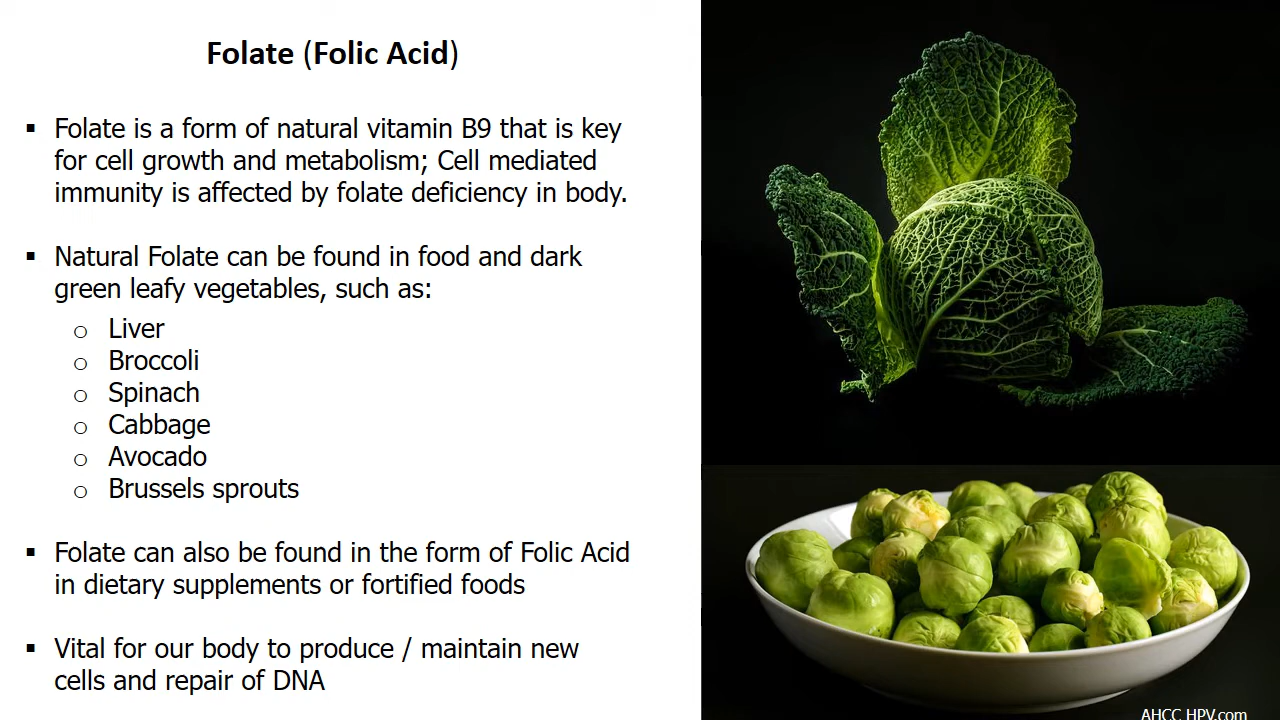 Folate (Folic Acid)
▪ Folate is a form of natural vitamin B9 that is key
for cell growth and metabolism; Cell mediated
immunity is affected by folate deficiency in body.
▪ Natural Folate can be found in food and dark
green leafy vegetables, such as:
o Liver
o Broccoli
o Spinach
o Cabbage
o Avocado
o Brussels sprouts
▪ Folate can also be found in the form of Folic Acid
in dietary supplements or fortified foods
▪ Vital for our body to produce / maintain new
cells and repair of DNA
AHCC HPV.com